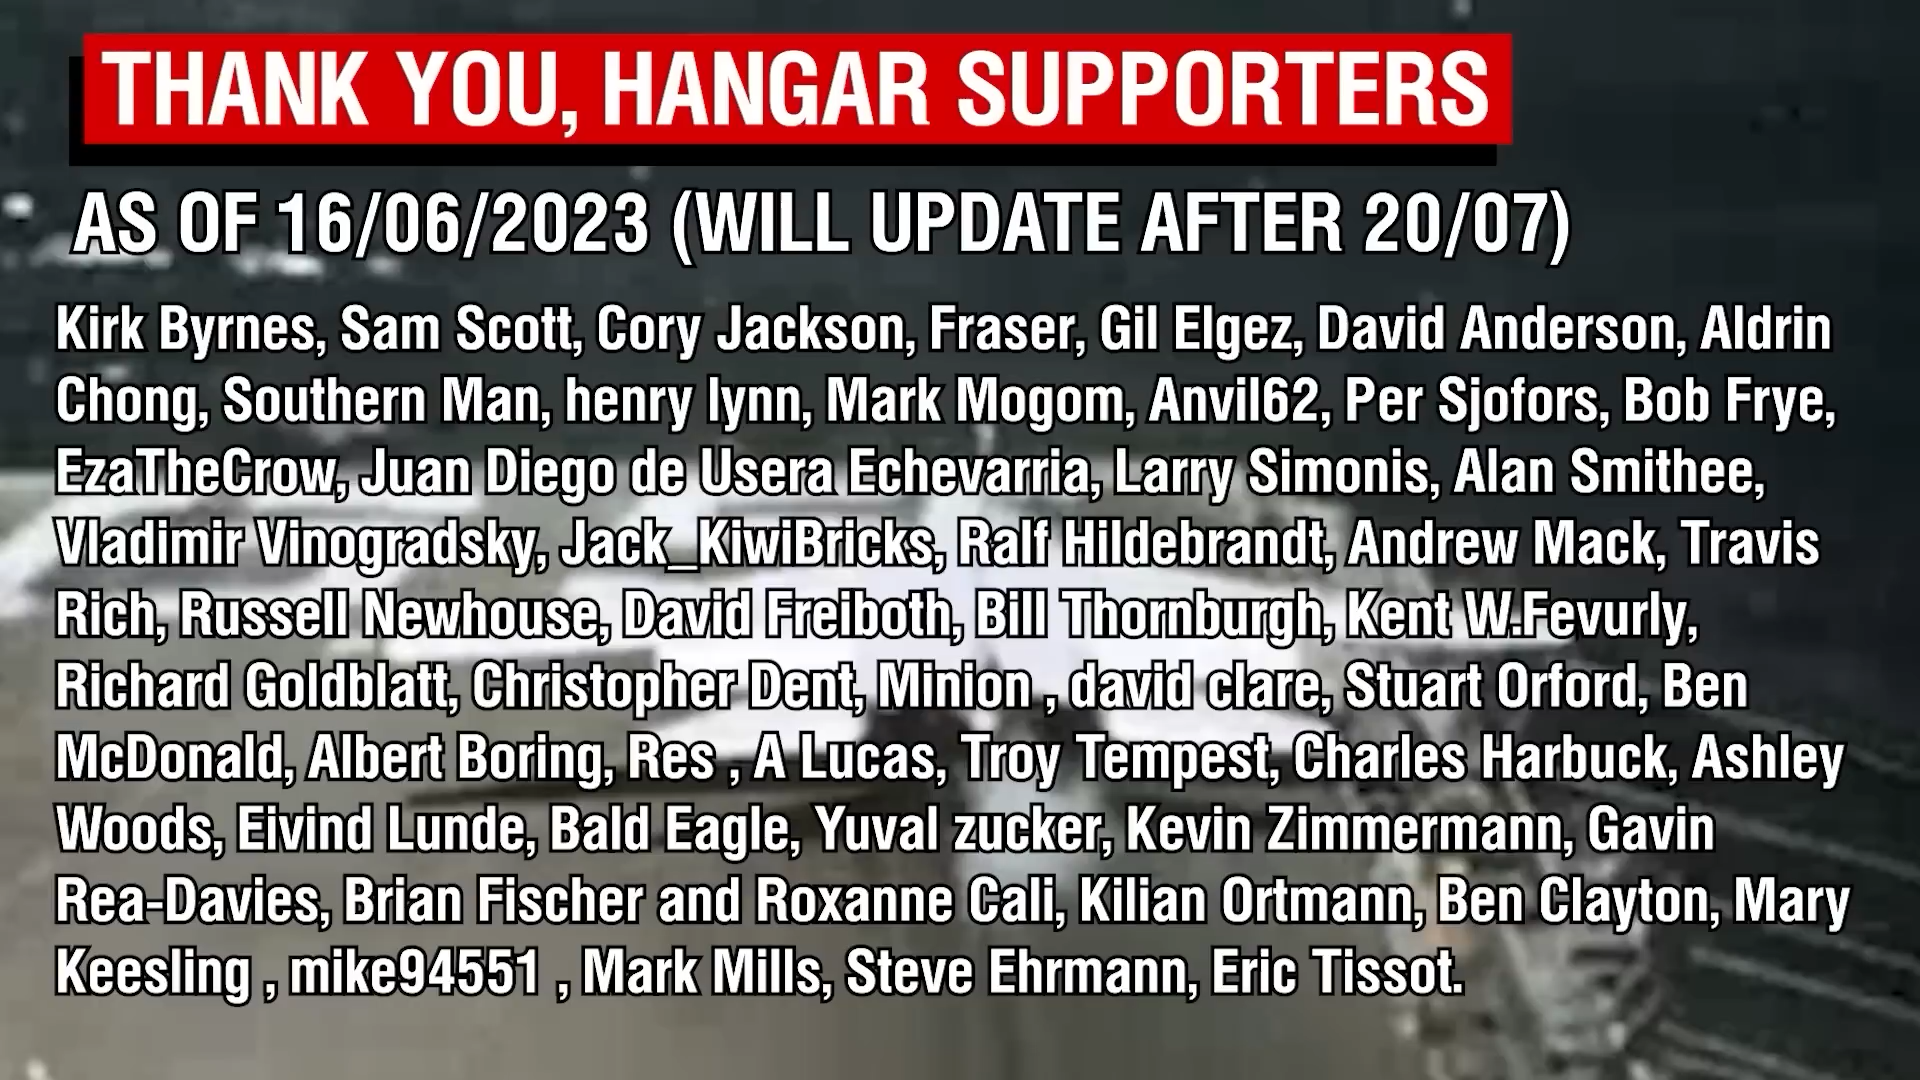 THANK YOU, HANGAR SUPPORTERS
AS OF 16/06/2023 (WILL UPDATE AFTER 20/07)
Kirk Byrnes, Sam Scott, Cory Jackson, Fraser, Gil Elgez, David Anderson, Aldrin
Chong, Southern Man, henry lynn, Mark Mogom, Anvil62, Per Sjofors, Bob Frye,
EzaTheCrow, Juan Diego de Usera Echevarria, Larry Simonis, Alan Smithee,
Vladimir Vinogradsky, Jack_KiwiBricks, Ralf Hildebrandt, Andrew Mack, Travis
Rich, Russell Newhouse, David Freiboth, Bill Thornburgh, Kent W.Fevurly,
Richard Goldblatt, Christopher Dent, Minion , david clare, Stuart Orford, Ben
McDonald, Albert Boring, Res , A Lucas, Troy Tempest, Charles Harbuck, Ashley
Woods, Eivind Lunde, Bald Eagle, Yuval zucker, Kevin Zimmermann, Gavin
Rea-Davies, Brian Fischer and Roxanne Cali, Kilian Ortmann, Ben Clayton, Mary
Keesling , mike94551 , Mark Mills, Steve Ehrmann, Eric Tissot.